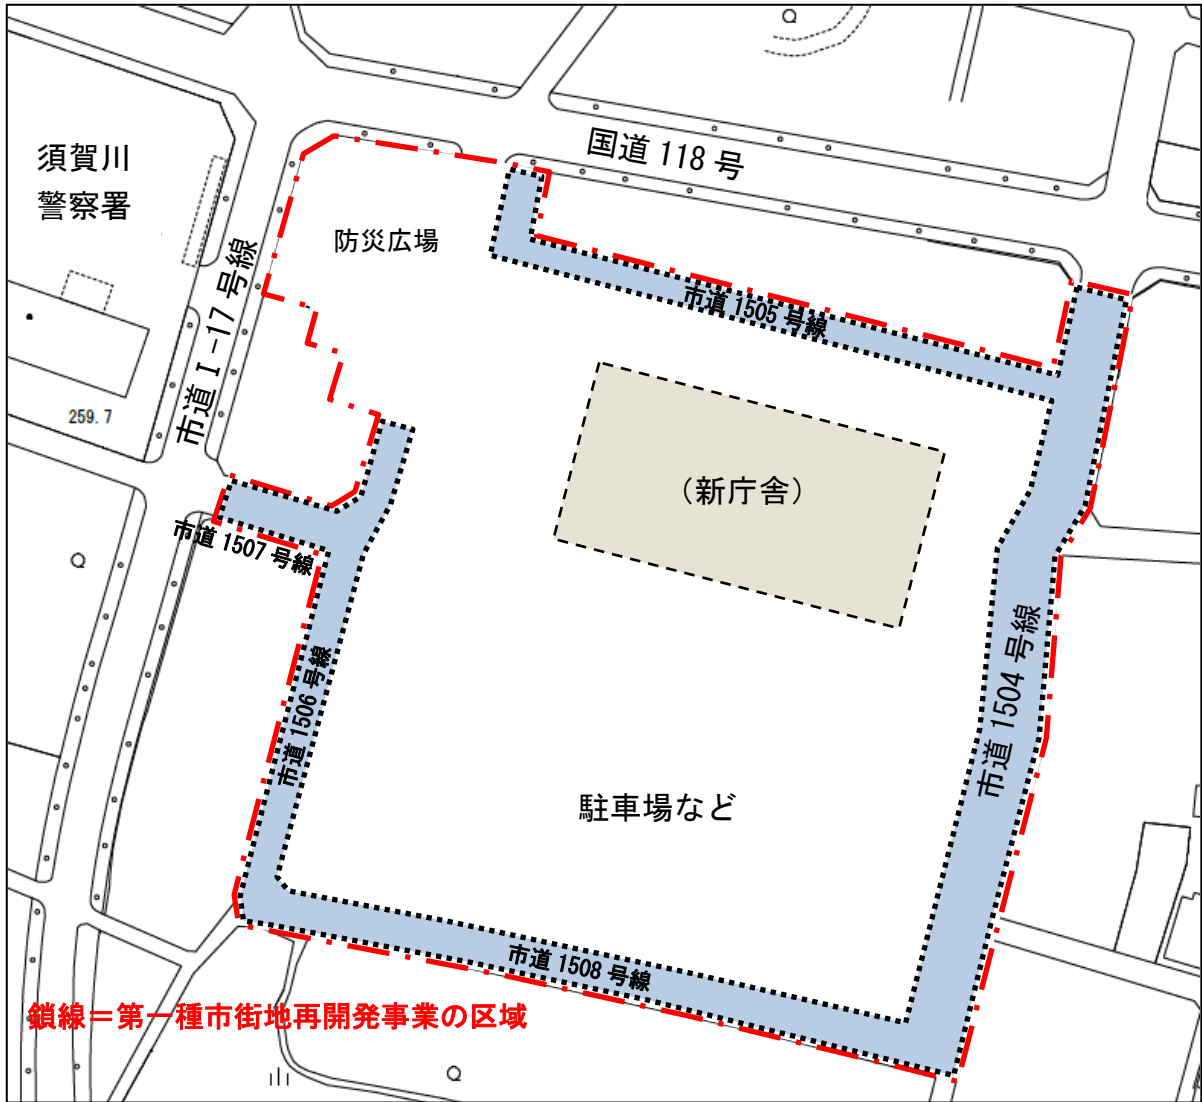 国道 118 号
須賀川
警察署
防災広場
市道Ⅰ-17 号線
市道 1505 号線
259.7
(新庁舎)
市道 1507 号線
市道 1506 号線
市道 1504 号線
駐車場など
市道 1508 号線
鎖線＝第一種市街地再開発事業の区域